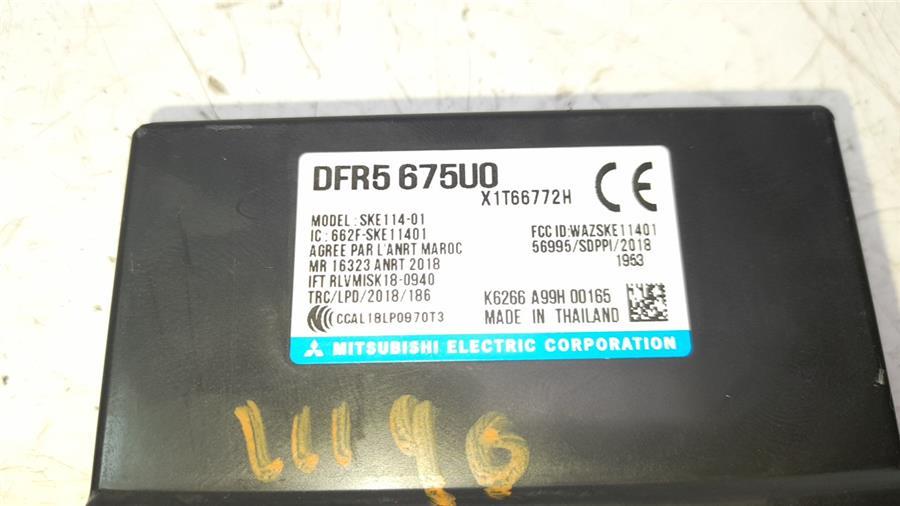 DFR5 675U0
X1T66772H
CE
MODEL : SKE114-01
IC : 662F-SKE11401
AGREE PAR L'ANRT MAROC
MR 16323 ANRT 2018
IFT RLVMISK18-0940
TRC/LPD/2018/186
CCAL18LP0970T3
FCC ID:WAZSKE11401
56995/SDPPI/2018
1953
K6266 A99H 00165
MADE IN THAILAND
MITSUBISHI ELECTRIC CORPORATION